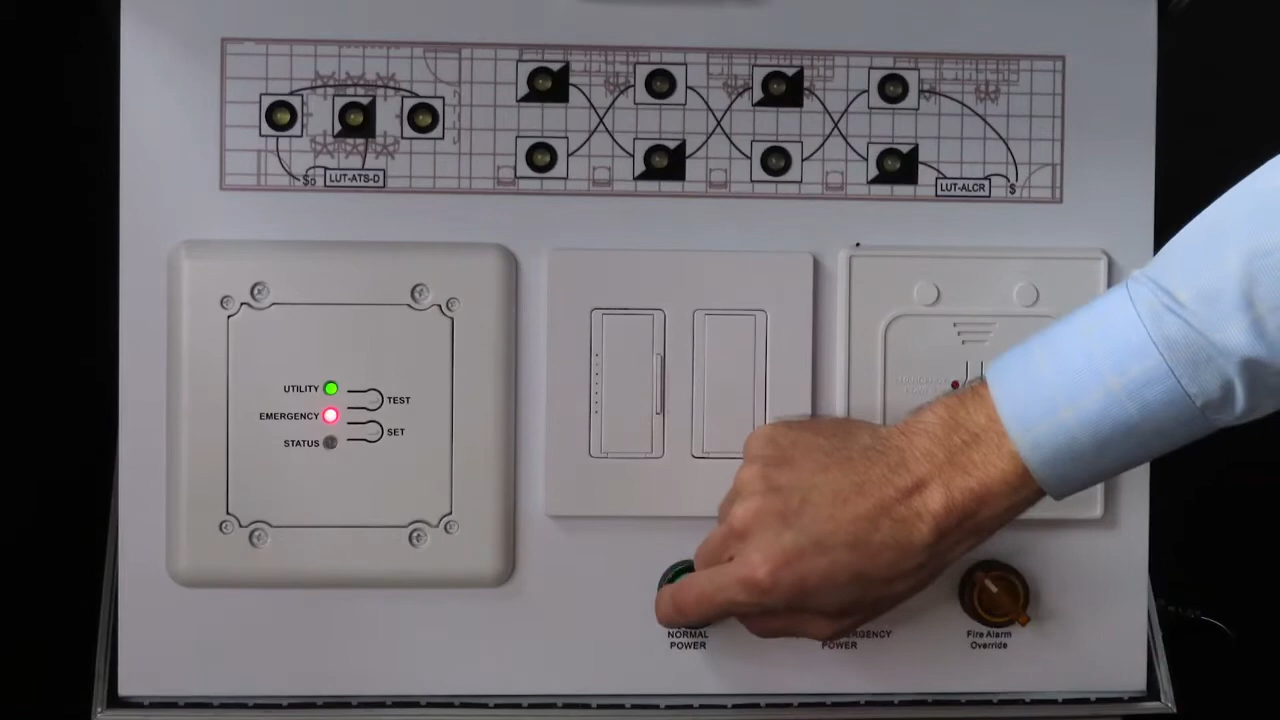 $o
LUT-ATS-D
LUT-ALCR
$
UTILITY
EMERGENCY
STATUS
TEST
SET
NORMAL
POWER
POWER
Fire Alarm
Override